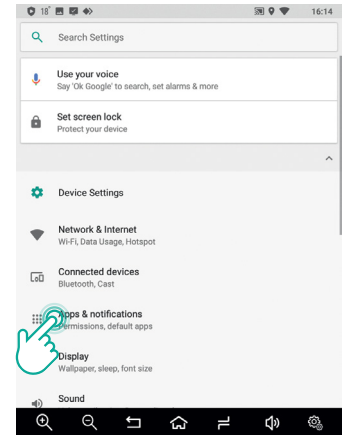 18° 16:14
Search Settings
Use your voice
Say 'Ok Google' to search, set alarms & more
Set screen lock
Protect your device
Device Settings
Network & Internet
Wi-Fi, Data Usage, Hotspot
Connected devices
Bluetooth, Cast
Apps & notifications
Permissions, default apps
Display
Wallpaper, sleep, font size
Sound